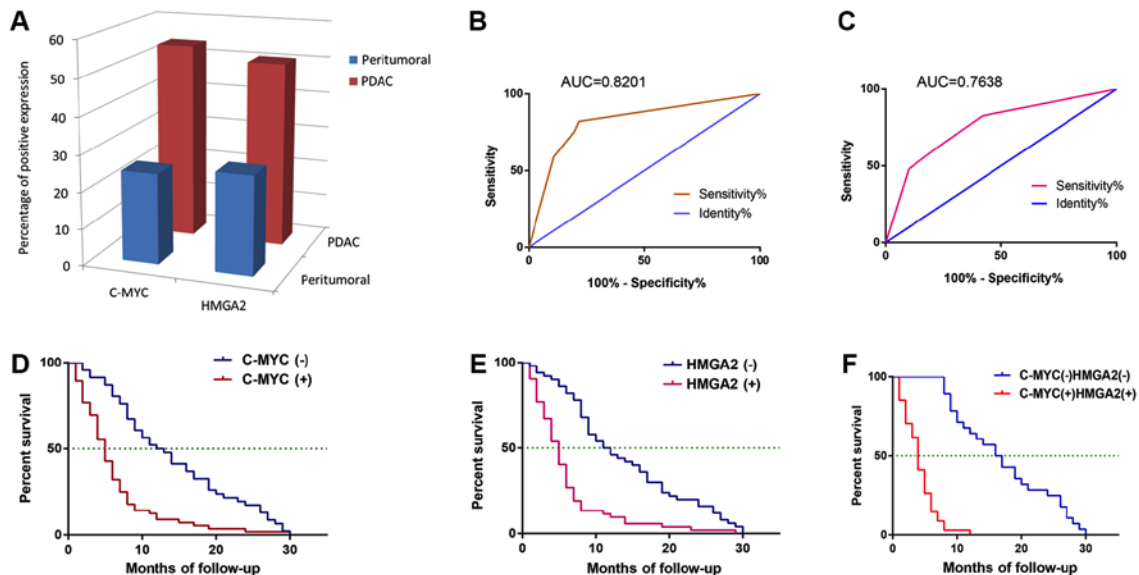 A
Percentage of positive expression
60
50
40
30
20
10
0
C-MYC
HMGA2
PDAC
Peritumoral
Peritumoral
PDAC
B
AUC=0.8201
Sensitivity
100
50
0
0
50
100
100% - Specificity%
Sensitivity%
Identity%
C
AUC=0.7638
Sensitivity
100
50
0
0
50
100
100% - Specificity%
Sensitivity%
Identity%
D
C-MYC (-)
C-MYC (+)
Percent survival
100
50
0
0
10
20
30
Months of follow-up
E
HMGA2 (-)
HMGA2 (+)
Percent survival
100
50
0
0
10
20
30
Months of follow-up
F
C-MYC(-)HMGA2(-)
C-MYC(+)HMGA2(+)
Percent survival
100
50
0
0
10
20
30
Months of follow-up